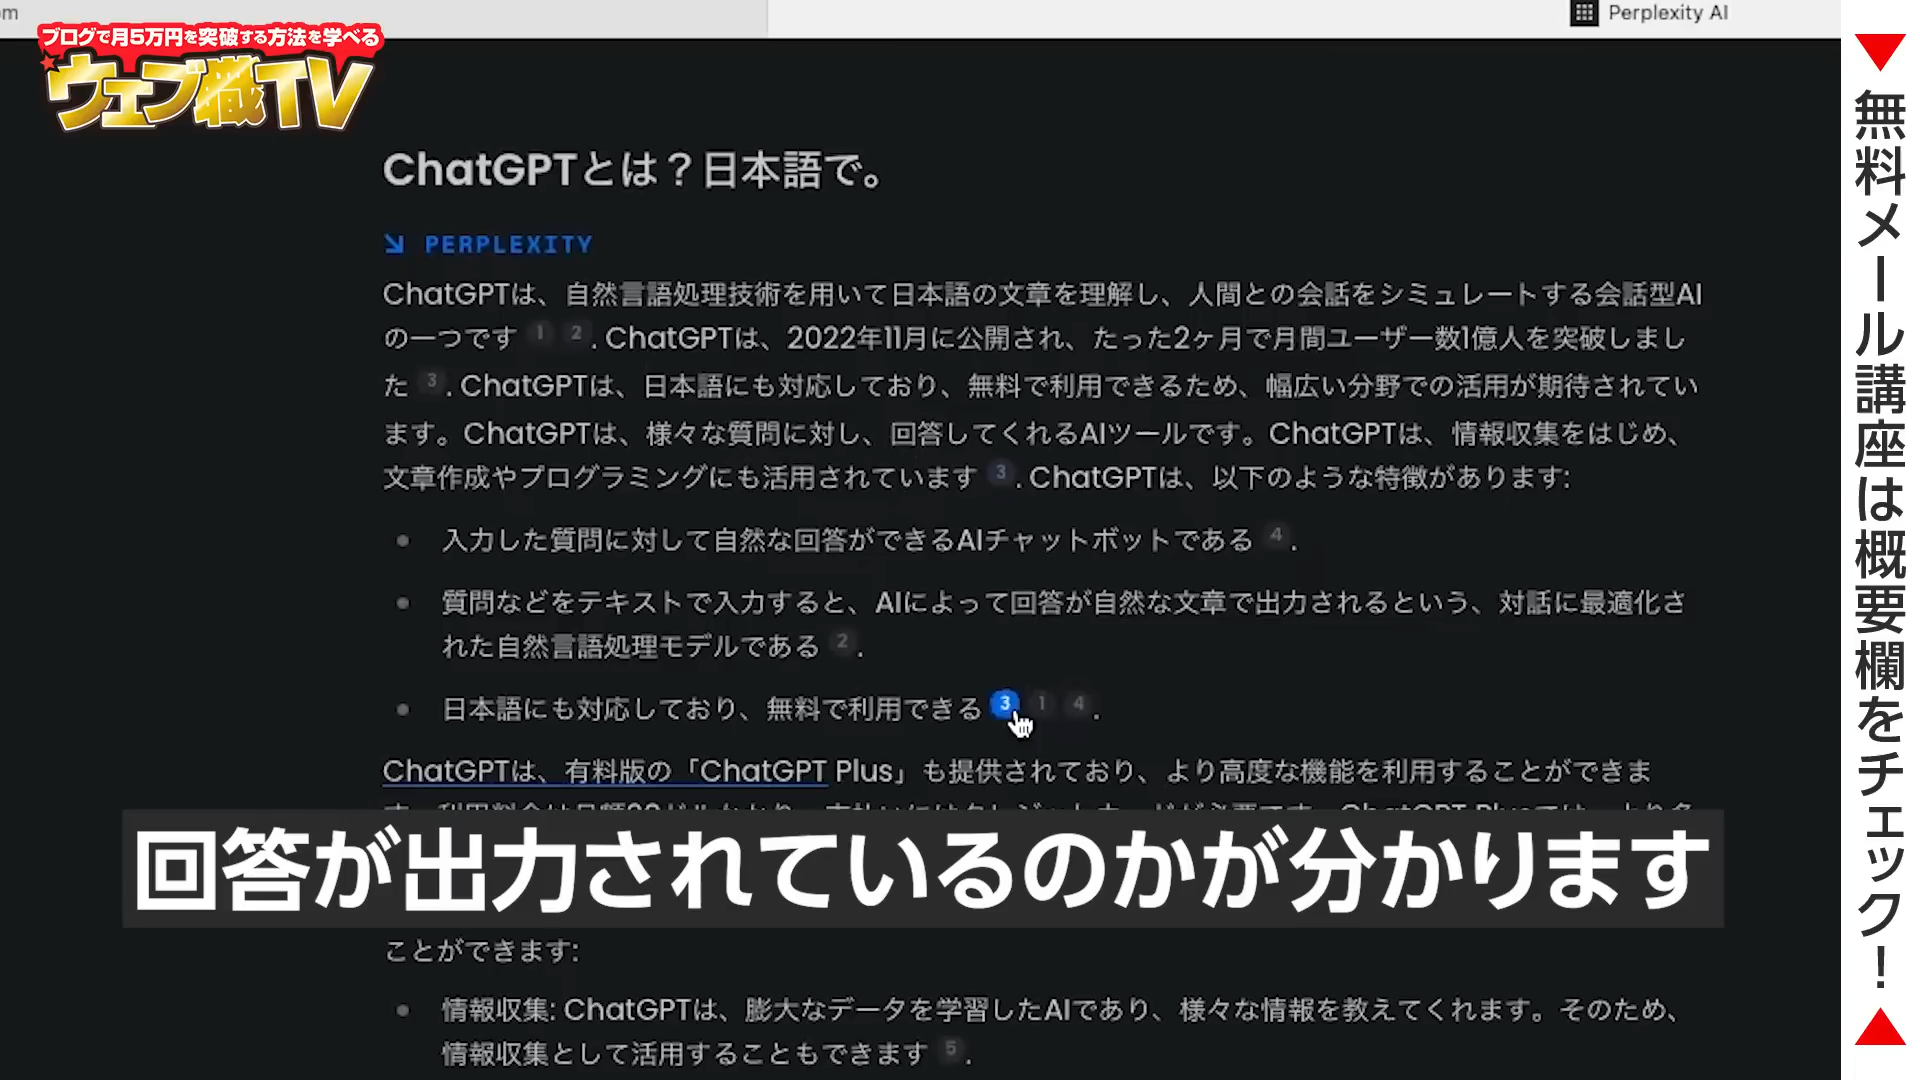 om
Perplexity AI
ブログで月5万円を突破する方法を学べる
ウェブ職TV
ChatGPTとは？日本語で。
PERPLEXITY
ChatGPTは、自然言語処理技術を用いて日本語の文章を理解し、人間との会話をシミュレートする会話型AI
の一つです 1 2 . ChatGPTは、2022年11月に公開され、たった2ヶ月で月間ユーザー数1億人を突破しまし
た 3 . ChatGPTは、日本語にも対応しており、無料で利用できるため、幅広い分野での活用が期待されてい
ます。ChatGPTは、様々な質問に対し、回答してくれるAIツールです。ChatGPTは、情報収集をはじめ、
文章作成やプログラミングにも活用されています 3 . ChatGPTは、以下のような特徴があります:
• 入力した質問に対して自然な回答ができるAIチャットボットである 4 .
• 質問などをテキストで入力すると、AIによって回答が自然な文章で出力されるという、対話に最適化さ
れた自然言語処理モデルである 2 .
• 日本語にも対応しており、無料で利用できる 3 1 4 .
ChatGPTは、有料版の「ChatGPT Plus」も提供されており、より高度な機能を利用することができま
回答が出力されているのかが分かります
ことができます:
• 情報収集: ChatGPTは、膨大なデータを学習したAIであり、様々な情報を教えてくれます。そのため、
情報収集として活用することもできます 5 .
▼無料メール講座は概要欄をチェック！▲